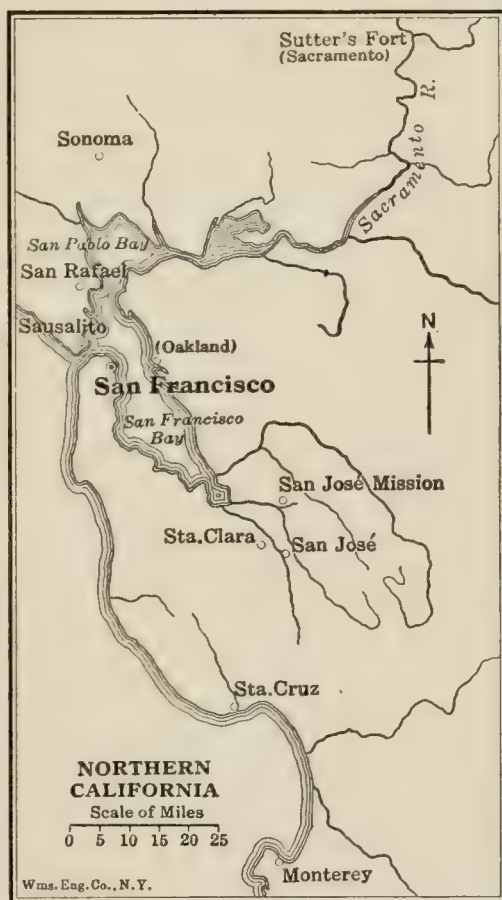 Sutter's Fort
(Sacramento)
Sacramento R.
Sonoma
San Pablo Bay
San Rafael
Sausalito
(Oakland)
N
San Francisco
San Francisco
Bay
San José Mission
Sta.Clara
San José
Sta.Cruz
NORTHERN
CALIFORNIA
Scale of Miles
0 5 10 15 20 25
Monterey
Wms.Eng.Co.,N.Y.